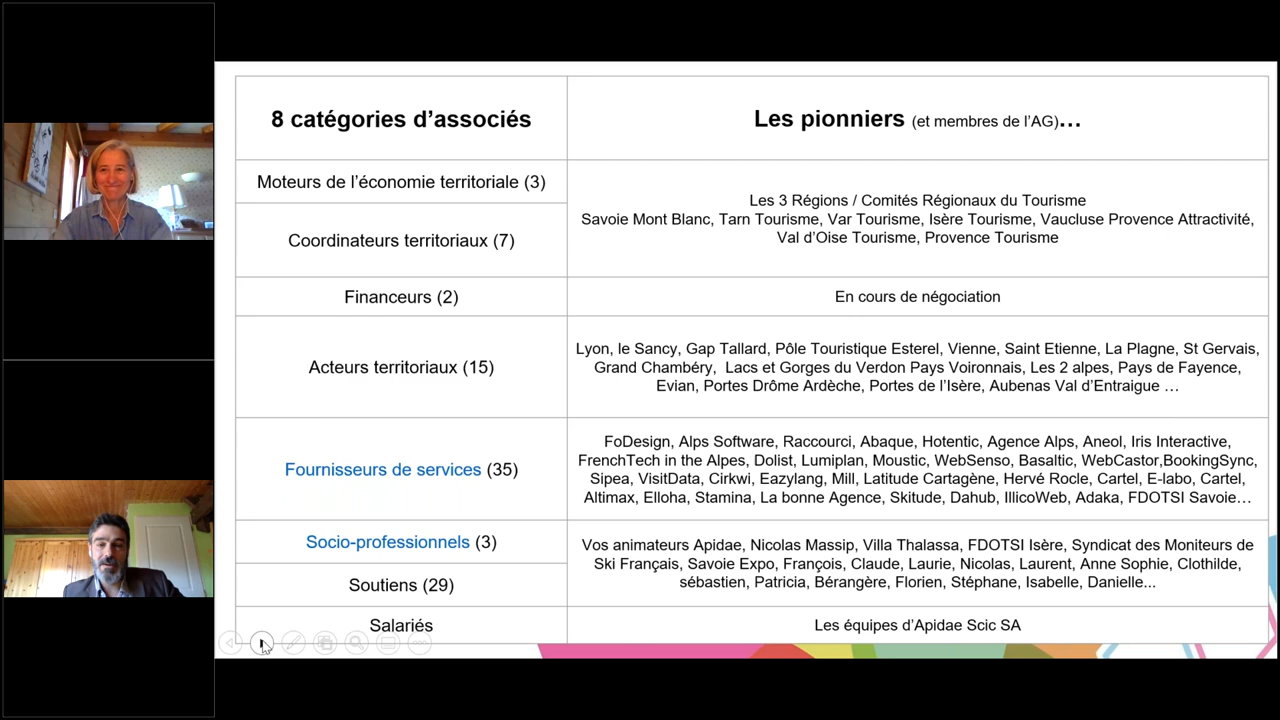 8 catégories d’associés
Les pionniers (et membres de l’AG)…
Moteurs de l’économie territoriale (3)
Coordinateurs territoriaux (7)
Les 3 Régions / Comités Régionaux du Tourisme
Savoie Mont Blanc, Tarn Tourisme, Var Tourisme, Isère Tourisme, Vaucluse Provence Attractivité,
Val d’Oise Tourisme, Provence Tourisme
Financeurs (2)
En cours de négociation
Acteurs territoriaux (15)
Lyon, le Sancy, Gap Tallard, Pôle Touristique Esterel, Vienne, Saint Etienne, La Plagne, St Gervais,
Grand Chambéry, Lacs et Gorges du Verdon Pays Voironnais, Les 2 alpes, Pays de Fayence,
Evian, Portes Drôme Ardèche, Portes de l’Isère, Aubenas Val d’Entraigue …
Fournisseurs de services (35)
FoDesign, Alps Software, Raccourci, Abaque, Hotentic, Agence Alps, Aneol, Iris Interactive,
FrenchTech in the Alpes, Dolist, Lumiplan, Moustic, WebSenso, Basaltic, WebCastor,BookingSync,
Sipea, VisitData, Cirkwi, Eazylang, Mill, Latitude Cartagène, Hervé Rocle, Cartel, E-labo, Cartel,
Altimax, Elloha, Stamina, La bonne Agence, Skitude, Dahub, IllicoWeb, Adaka, FDOTSI Savoie…
Socio-professionnels (3)
Soutiens (29)
Vos animateurs Apidae, Nicolas Massip, Villa Thalassa, FDOTSI Isère, Syndicat des Moniteurs de
Ski Français, Savoie Expo, François, Claude, Laurie, Nicolas, Laurent, Anne Sophie, Clothilde,
sébastien, Patricia, Bérangère, Florien, Stéphane, Isabelle, Danielle...
Salariés
Les équipes d’Apidae Scic SA